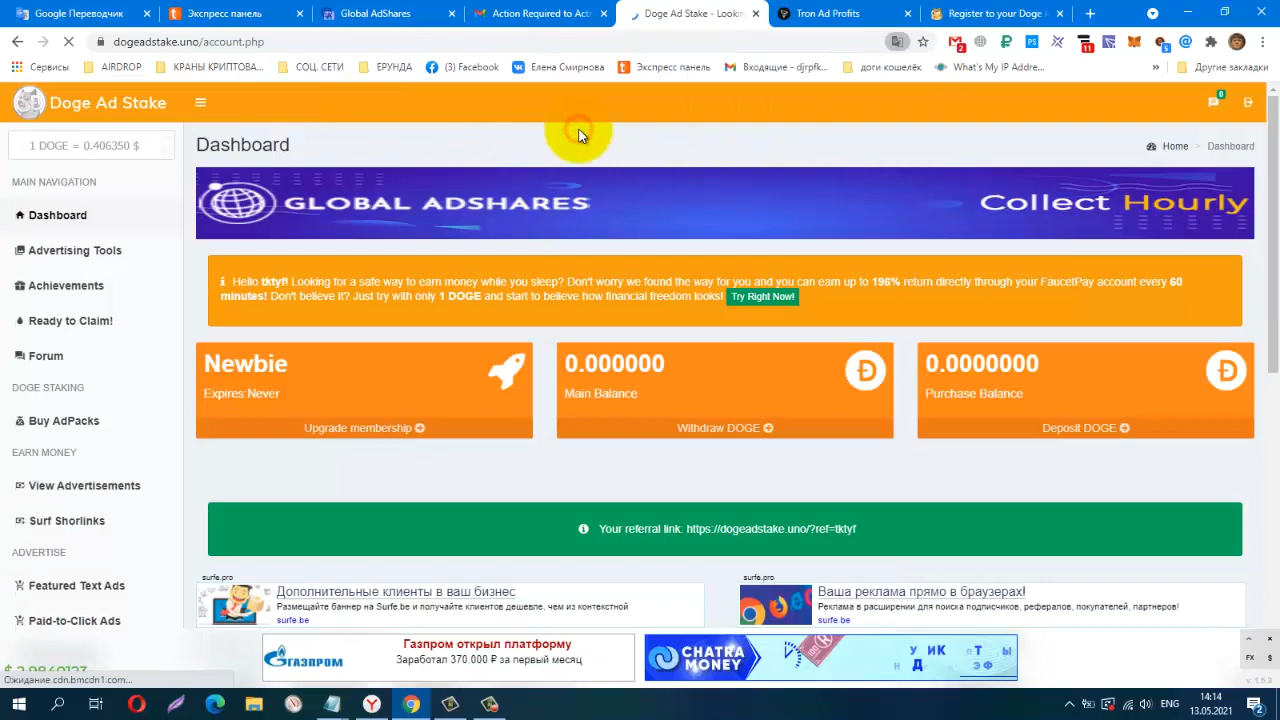 Google Переводчик
Экспресс панель
Global AdShares
Action Required to Act
Doge Ad Stake - Lookin
Tron Ad Profits
Register to your Doge A
dogeadstake.uno/account.php
2
11
5
Сервисы
AIRDROP
КРАНЫ КРИПТОВА...
СОЦ. СЕТИ
ЕРУНДА
(3) Facebook
Елена Смирнова
Экспресс панель
Входящие - djrpfk...
доги кошелёк
What's My IP Addre...
»
Другие закладки
Doge Ad Stake
0
1 DOGE = 0.406350 $
Dashboard
Home > Dashboard
MAIN NAVIGATION
Dashboard
Advertising Tools
Achievements
Ready to Claim!
Forum
DOGE STAKING
Buy AdPacks
EARN MONEY
View Advertisements
Surf Shorlinks
ADVERTISE
Featured Text Ads
Paid-to-Click Ads
GLOBAL ADSHARES
Collect Hourly
Hello tktyf! Looking for a safe way to earn money while you sleep? Don't worry we found the way for you and you can earn up to 196% return directly through your FaucetPay account every 60
minutes! Don't believe it? Just try with only 1 DOGE and start to believe how financial freedom looks! Try Right Now!
Newbie
Expires:Never
Upgrade membership
0.000000
Main Balance
Withdraw DOGE
0.0000000
Purchase Balance
Deposit DOGE
Your referral link: https://dogeadstake.uno/?ref=tktyf
surfe.pro
Дополнительные клиенты в ваш бизнес
Размещайте баннер на Surfe.be и получайте клиентов дешевле, чем из контекстной
surfe.be
surfe.pro
Ваша реклама прямо в браузерах!
Реклама в расширении для поиска подписчиков, рефералов, покупателей, партнеров!
surfe.be
ГАЗПРОМ
Газпром открыл платформу
Заработал 370.000 ₽ за первый месяц
CHATRA
MONEY
FX $
v. 1.5.3
Ожидание cdn.bmcdn1.com...
ENG
14:14
13.05.2021
2